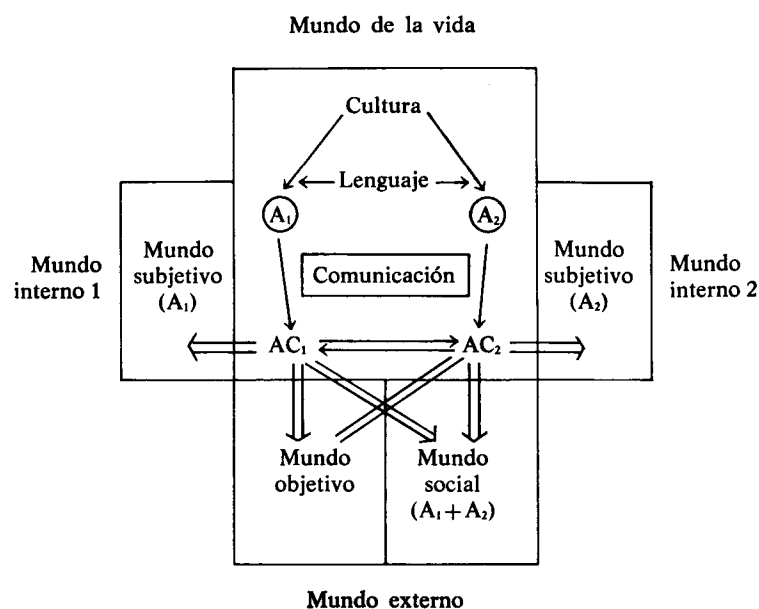 Mundo de la vida
Cultura
Lenguaje
A₁
A₂
Mundo
interno 1
Mundo
subjetivo
(A₁)
Comunicación
Mundo
subjetivo
(A₂)
Mundo
interno 2
AC₁
AC₂
Mundo
objetivo
Mundo
social
(A₁+A₂)
Mundo externo